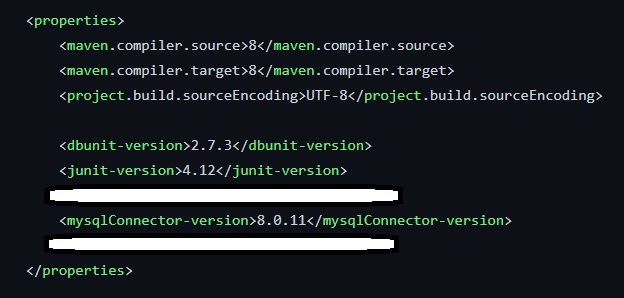 <properties>
<maven.compiler.source>8</maven.compiler.source>
<maven.compiler.target>8</maven.compiler.target>
<project.build.sourceEncoding>UTF-8</project.build.sourceEncoding>
<dbunit-version>2.7.3</dbunit-version>
<junit-version>4.12</junit-version>
<mysqlConnector-version>8.0.11</mysqlConnector-version>
</properties>